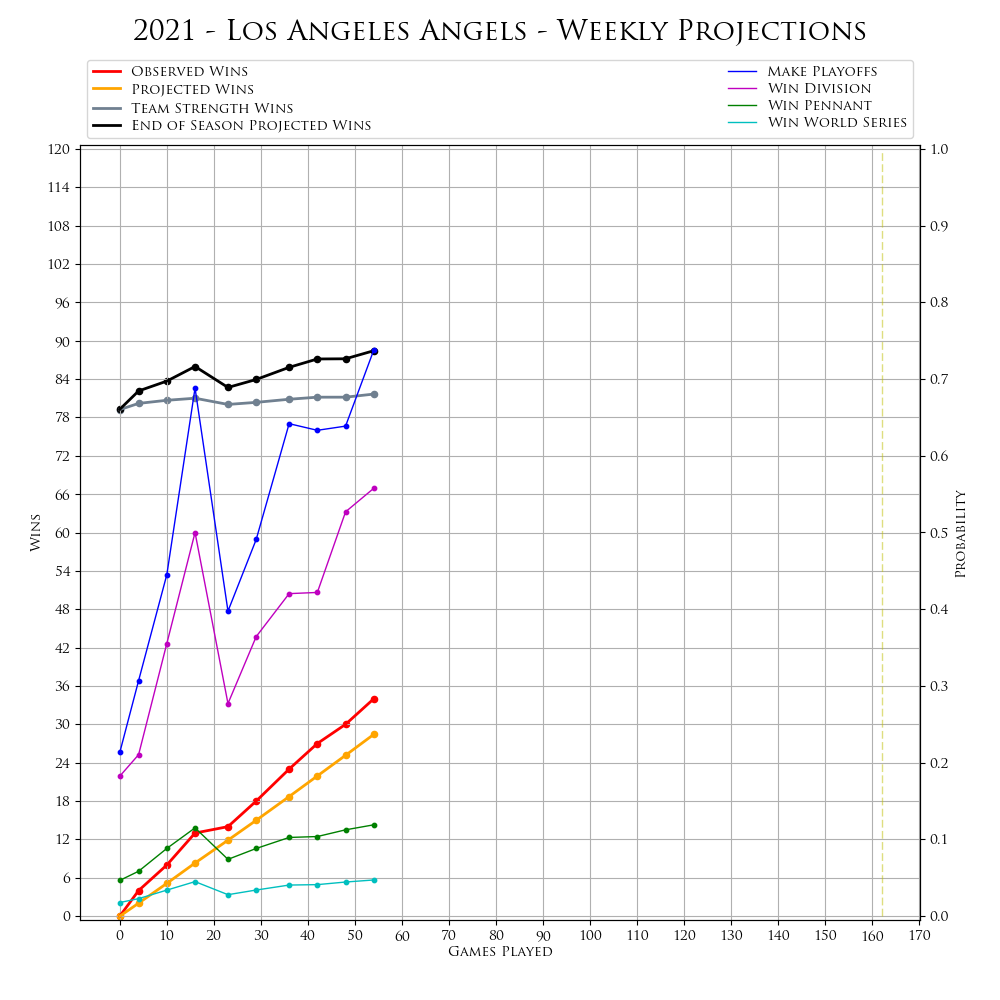 2021 - Los Angeles Angels - Weekly Projections
Observed Wins
Projected Wins
Team Strength Wins
End of Season Projected Wins
Make Playoffs
Win Division
Win Pennant
Win World Series
120
114
108
102
96
90
84
78
72
66
60
54
48
42
36
30
24
18
12
6
0
Wins
1.0
0.9
0.8
0.7
0.6
0.5
0.4
0.3
0.2
0.1
0.0
Probability
0 10 20 30 40 50 60 70 80 90 100 110 120 130 140 150 160 170
Games Played